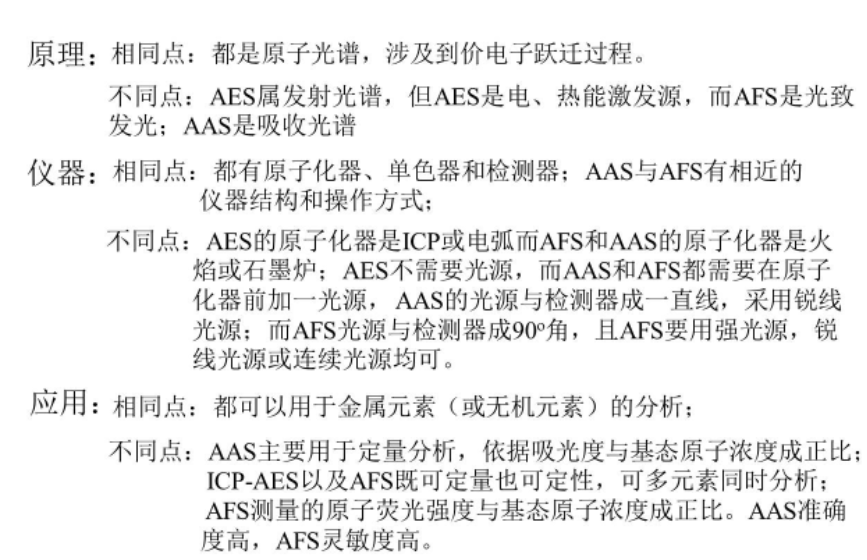 原理：相同点：都是原子光谱，涉及到价电子跃迁过程。
不同点：AES属发射光谱，但AES是电、热能激发源，而AFS是光致
发光；AAS是吸收光谱
仪器：相同点：都有原子化器、单色器和检测器；AAS与AFS有相近的
仪器结构和操作方式；
不同点：AES的原子化器是ICP或电弧而AFS和AAS的原子化器是火
焰或石墨炉；AES不需要光源，而AAS和AFS都需要在原子
化器前加一光源，AAS的光源与检测器成一直线，采用锐线
光源；而AFS光源与检测器成90°角，且AFS要用强光源，锐
线光源或连续光源均可。
应用：相同点：都可以用于金属元素（或无机元素）的分析；
不同点：AAS主要用于定量分析，依据吸光度与基态原子浓度成正比；
ICP-AES以及AFS既可定量也可定性，可多元素同时分析；
AFS测量的原子荧光强度与基态原子浓度成正比。AAS准确
度高，AFS灵敏度高。